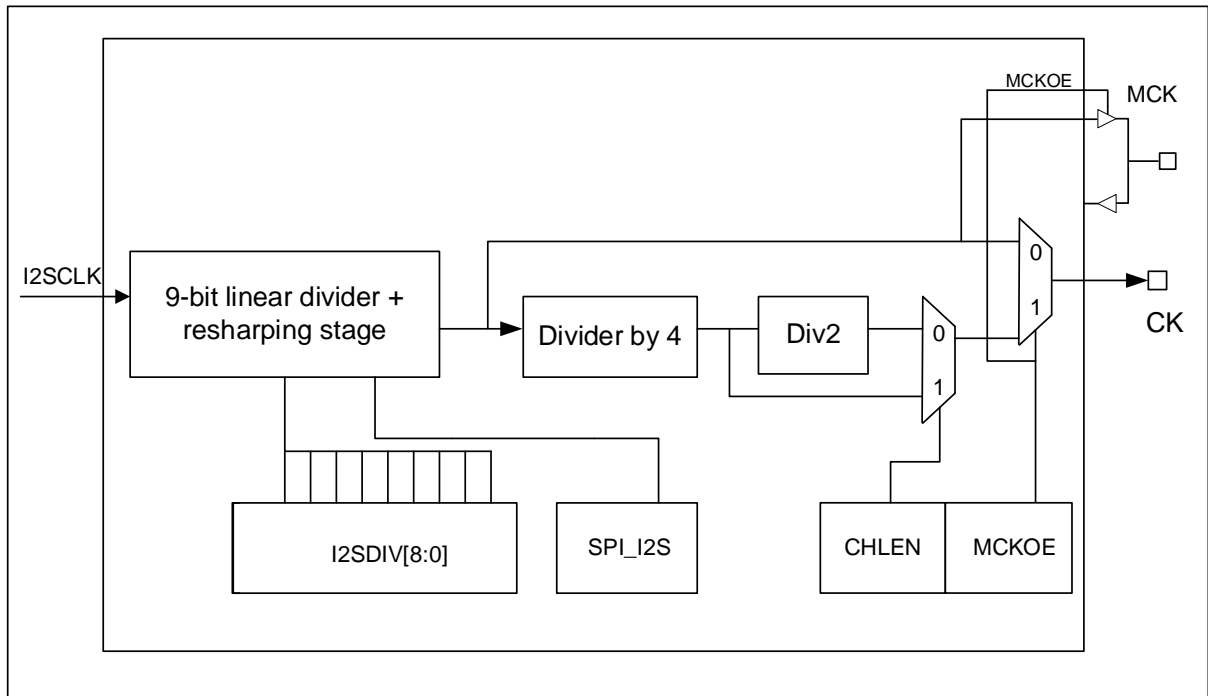 MCKOE
MCK
I2SCLK
9-bit linear divider +
resharping stage
Divider by 4
Div2
0
1
0
1
CK
I2SDIV[8:0]
SPI_I2S
CHLEN
MCKOE